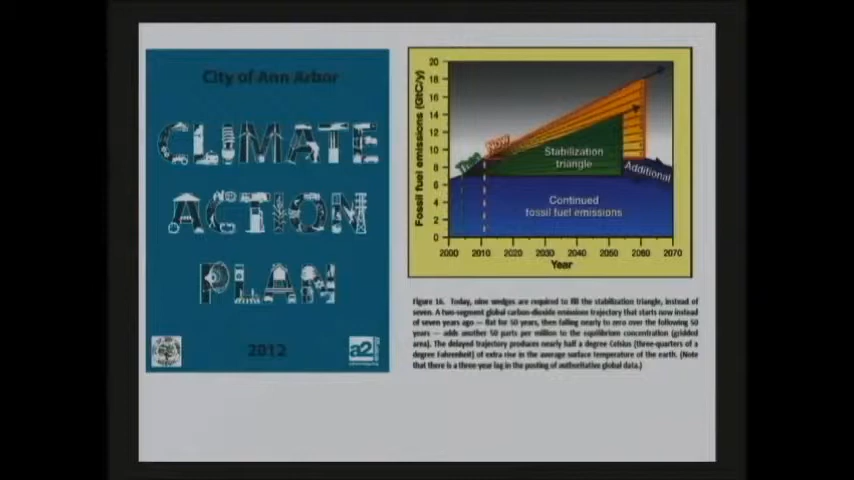 City of Ann Arbor
CLIMATE
ACTION
PLAN
2012
a2
Fossil fuel emissions (GtC/y)
20
18
16
14
12
10
8
6
4
2
0
Then
Now
Stabilization
triangle
Additional
Continued
fossil fuel emissions
2000 2010 2020 2030 2040 2050 2060 2070
Year
Figure 16. Today, nine wedges are required to fill the stabilization triangle, instead of
seven. A two-segment global carbon-dioxide emissions trajectory that starts now instead
of seven years ago — flat for 50 years, then falling nearly to zero over the following 50
years — adds another 50 parts per million to the equilibrium concentration (gridded
area). The delayed trajectory produces nearly half a degree Celsius (three-quarters of a
degree Fahrenheit) of extra rise in the average surface temperature of the earth. (Note
that there is a three-year lag in the posting of authoritative global data.)